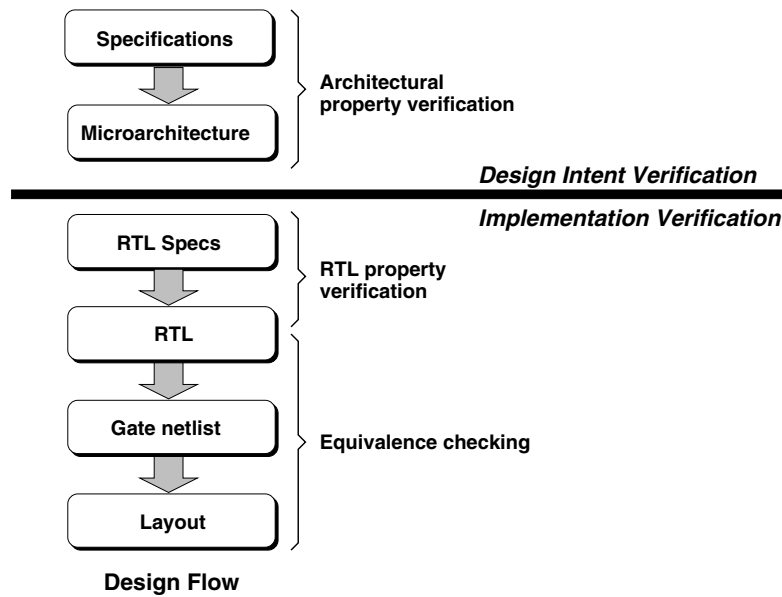 Specifications
Architectural
property verification
Microarchitecture
Design Intent Verification
Implementation Verification
RTL Specs
RTL property
verification
RTL
Gate netlist
Equivalence checking
Layout
Design Flow